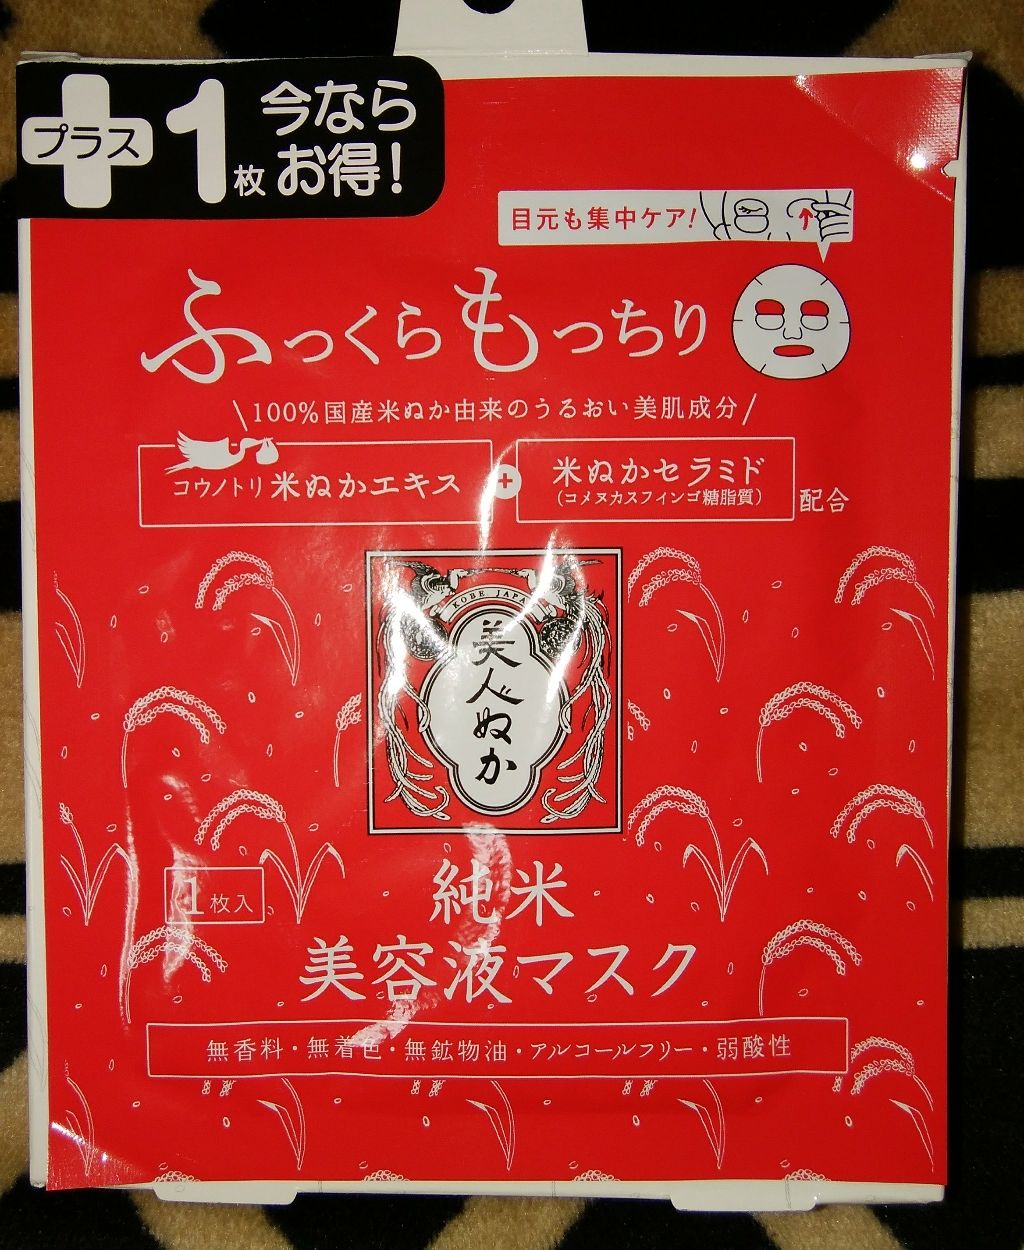 プラス
1枚
今なら
お得!
目元も集中ケア!
ふっくらもっちり
100%国産米ぬか由来のうるおい美肌成分
コウノトリ 米ぬかエキス
+
米ぬかセラミド
(コメヌカスフィンゴ糖脂質)
配合
KOBE JAPAN
美人ぬか
純米
1枚入
美容液マスク
無香料・無着色・無鉱物油・アルコールフリー・弱酸性